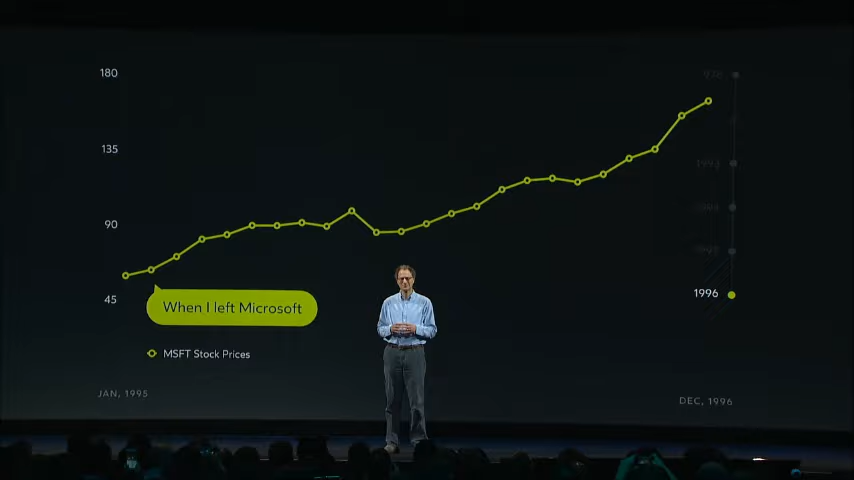 180
135
90
45
When I left Microsoft
MSFT Stock Prices
JAN, 1995
DEC, 1996
1996